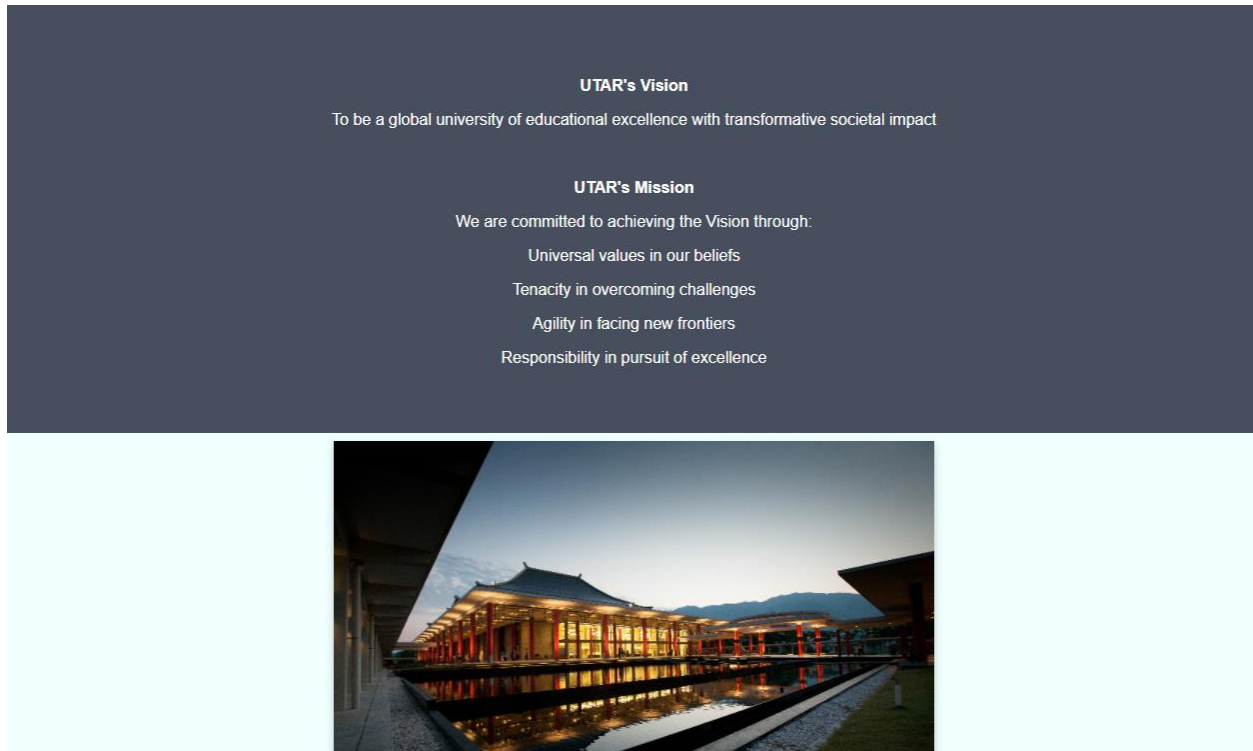 UTAR's Vision
To be a global university of educational excellence with transformative societal impact
UTAR's Mission
We are committed to achieving the Vision through:
Universal values in our beliefs
Tenacity in overcoming challenges
Agility in facing new frontiers
Responsibility in pursuit of excellence